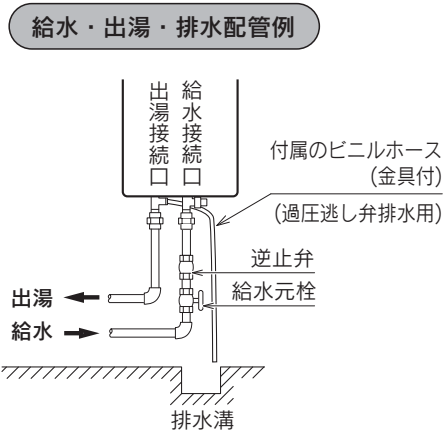 給水・出湯・排水配管例
出湯接続口
給水接続口
付属のビニルホース
(金具付)
(過圧逃し弁排水用)
逆止弁
給水元栓
出湯
給水
排水溝